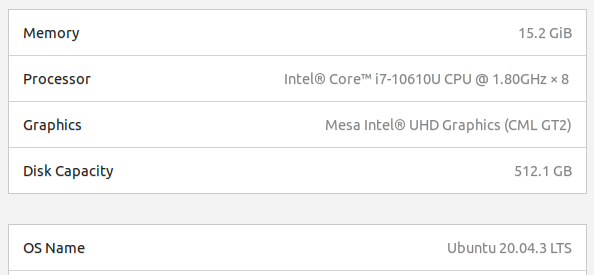 Memory 15.2 GiB
Processor Intel® Core™ i7-10610U CPU @ 1.80GHz × 8
Graphics Mesa Intel® UHD Graphics (CML GT2)
Disk Capacity 512.1 GB
OS Name Ubuntu 20.04.3 LTS